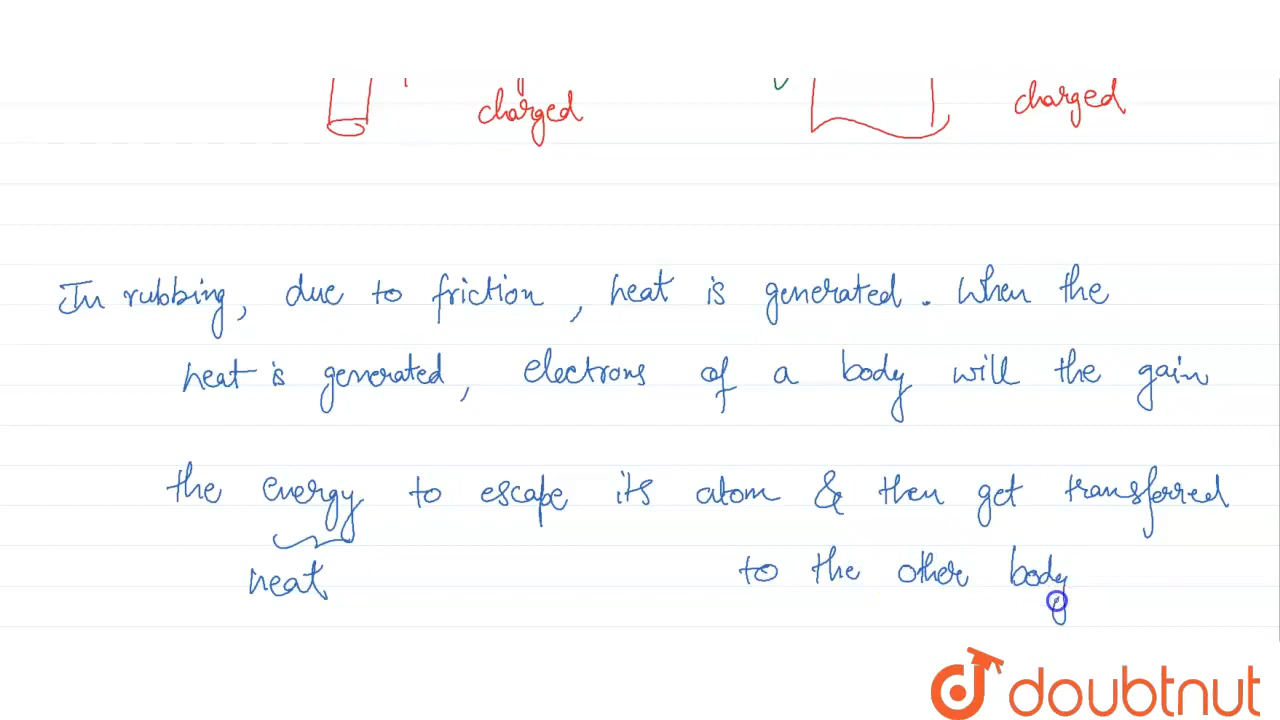 charged
charged
In rubbing, due to friction, heat is generated. When the
heat is generated, electrons of a body will the gain
the energy to escape its atom & then get transferred
heat
to the other body
doubtnut